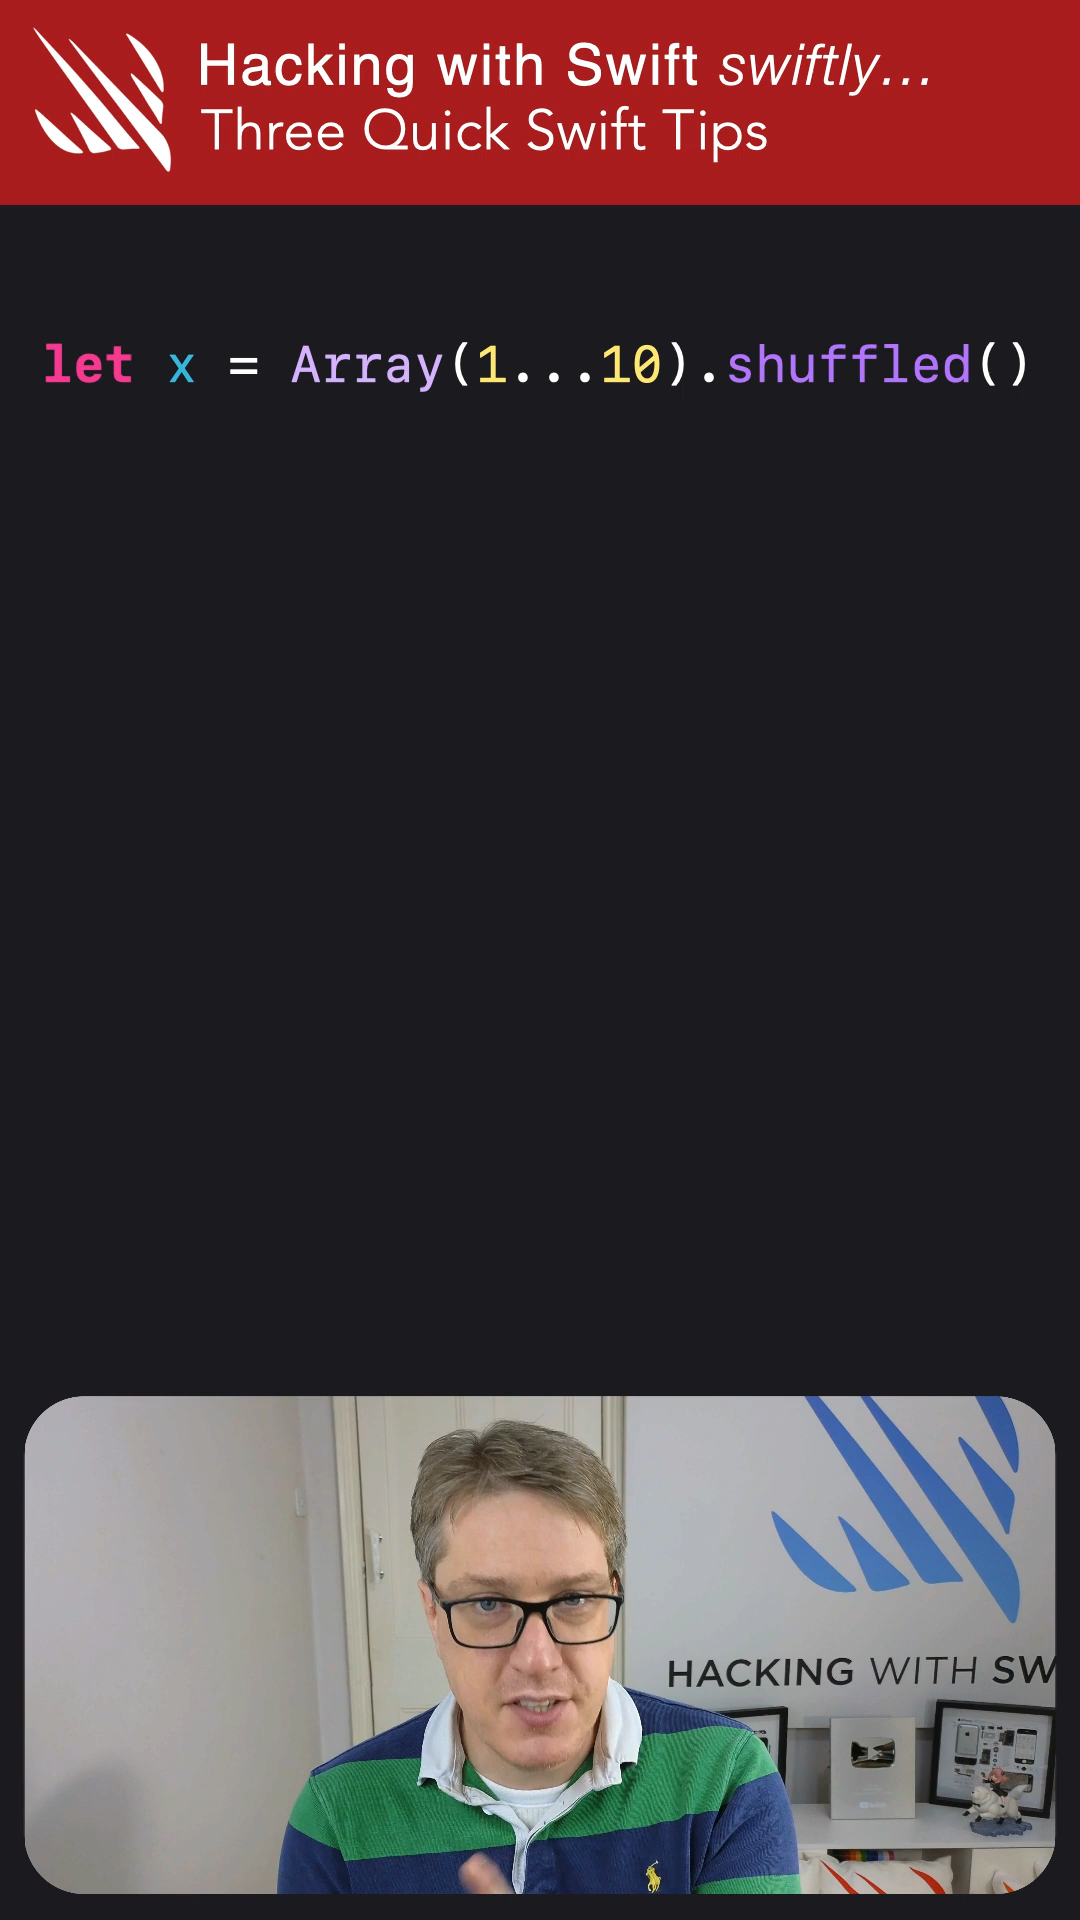 Hacking with Swift swiftly...
Three Quick Swift Tips
let x = Array(1...10).shuffled()
HACKING WITH SW